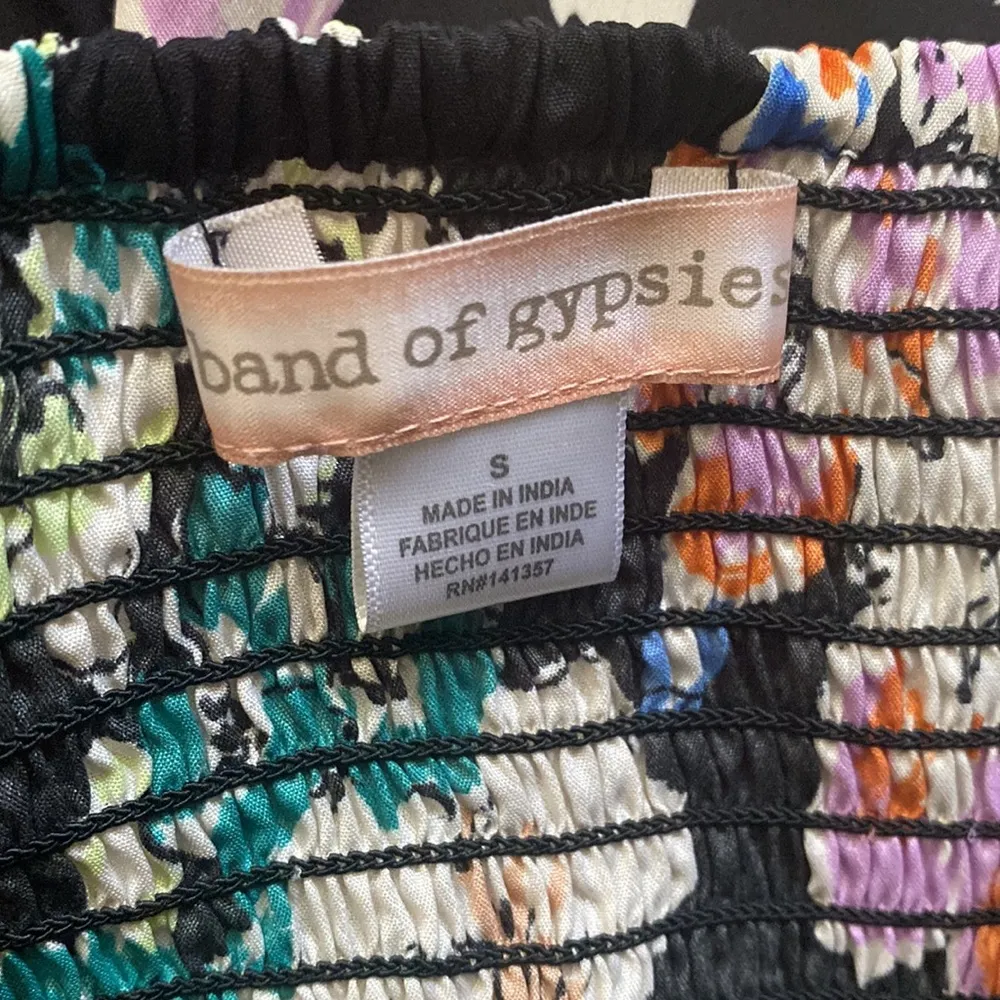 band of gypsies
S
MADE IN INDIA
FABRIQUE EN INDE
HECHO EN INDIA
RN#141357